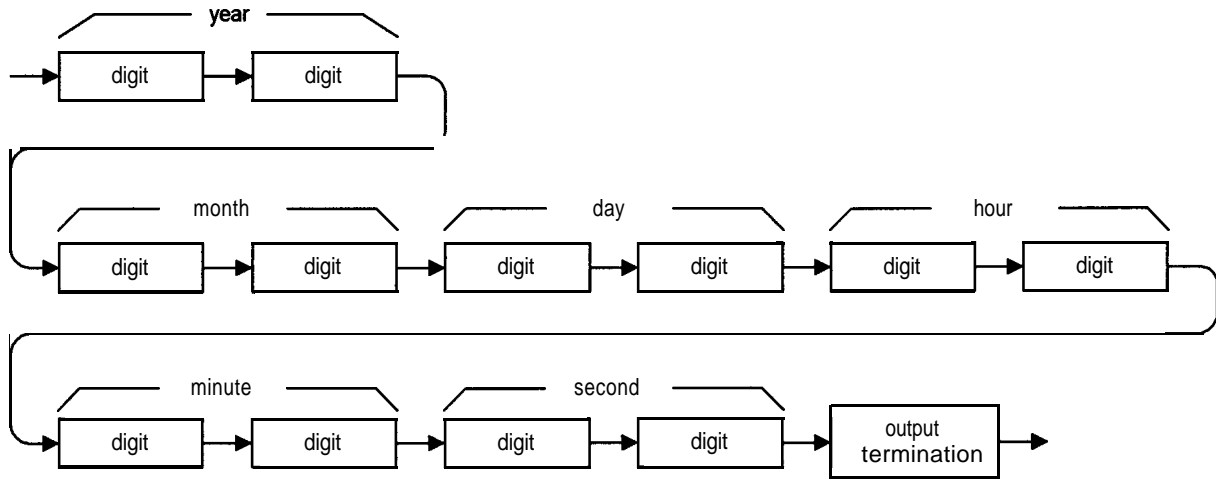 year
digit digit
month day hour
digit digit digit digit digit digit
minute second
digit digit digit digit output
termination